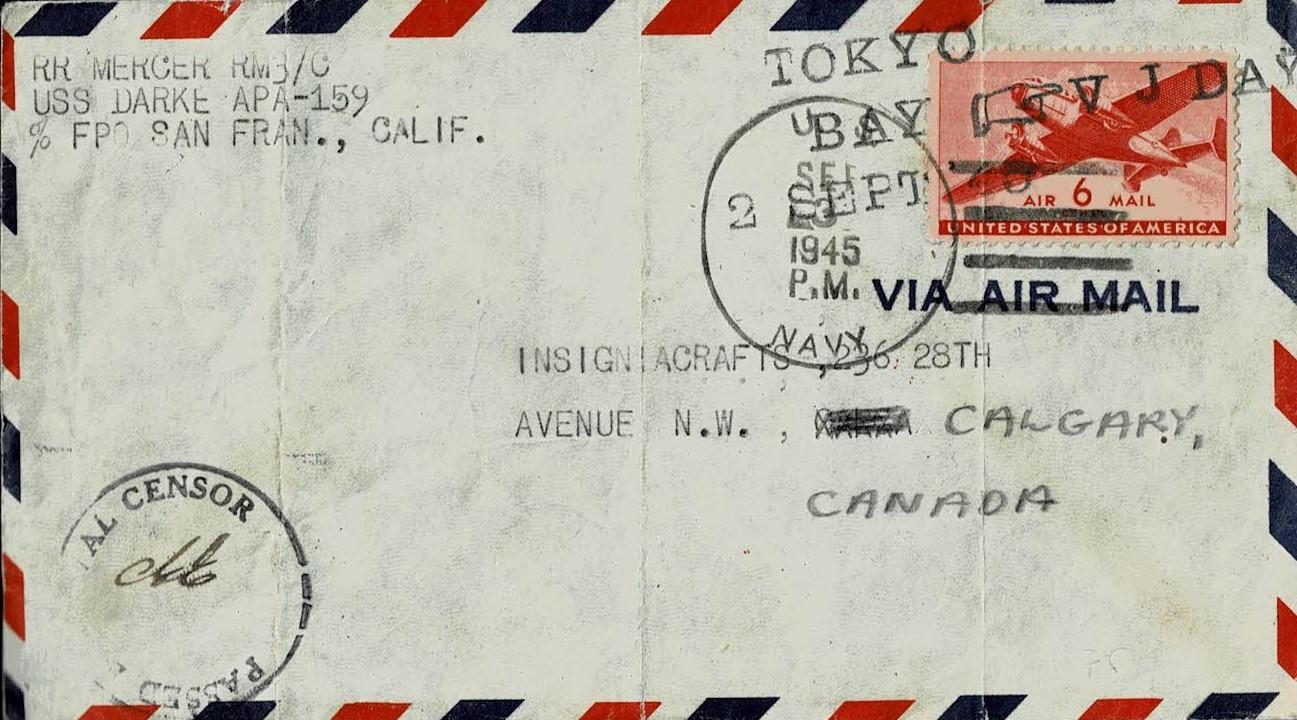 RR MERCER RM3/C
USS DARKE APA-159
% FPO SAN FRAN., CALIF.
TOKYO
BAY V J DAY
SEPT
U S
SEP
2
1945
P.M.
NAVY
AIR 6 MAIL
UNITED STATES OF AMERICA
VIA AIR MAIL
INSIGNIACRAFTS ,236 28TH
AVENUE N.W. , CALGARY,
CANADA
AL CENSOR
PASSED